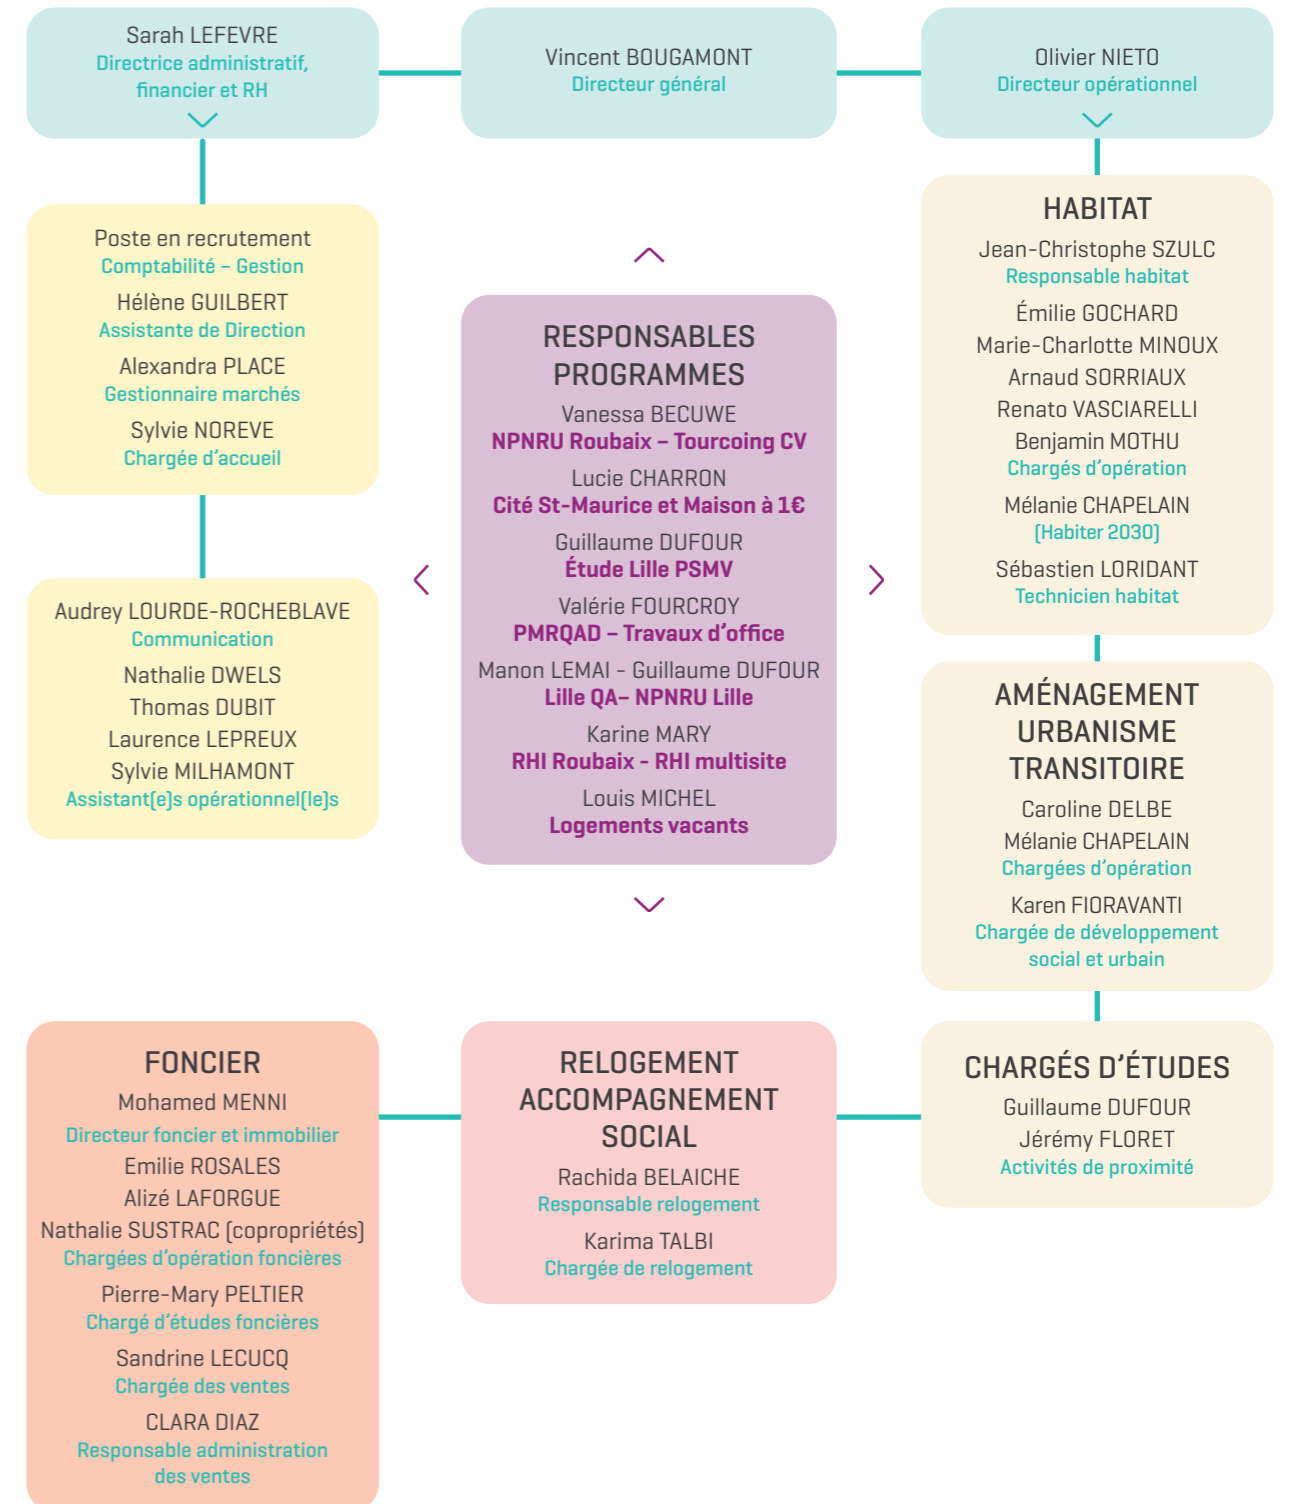 Sarah LEFEVRE
Directrice administratif,
financier et RH
Vincent BOUGAMONT
Directeur général
Olivier NIETO
Directeur opérationnel
Poste en recrutement
Comptabilité – Gestion
Hélène GUILBERT
Assistante de Direction
Alexandra PLACE
Gestionnaire marchés
Sylvie NOREVE
Chargée d'accueil
Audrey LOURDE-ROCHEBLAVE
Communication
Nathalie DWELS
Thomas DUBIT
Laurence LEPREUX
Sylvie MILHAMONT
Assistant(e)s opérationnel(le)s
RESPONSABLES
PROGRAMMES
Vanessa BECUWE
NPNRU Roubaix – Tourcoing CV
Lucie CHARRON
Cité St-Maurice et Maison à 1€
Guillaume DUFOUR
Étude Lille PSMV
Valérie FOURCROY
PMRQAD – Travaux d'office
Manon LEMAI - Guillaume DUFOUR
Lille QA– NPNRU Lille
Karine MARY
RHI Roubaix - RHI multisite
Louis MICHEL
Logements vacants
HABITAT
Jean-Christophe SZULC
Responsable habitat
Émilie GOCHARD
Marie-Charlotte MINOUX
Arnaud SORRIAUX
Renato VASCIARELLI
Benjamin MOTHU
Chargés d'opération
Mélanie CHAPELAIN
(Habiter 2030)
Sébastien LORIDANT
Technicien habitat
AMÉNAGEMENT
URBANISME
TRANSITOIRE
Caroline DELBE
Mélanie CHAPELAIN
Chargées d'opération
Karen FIORAVANTI
Chargée de développement
social et urbain
FONCIER
Mohamed MENNI
Directeur foncier et immobilier
Emilie ROSALES
Alizé LAFORGUE
Nathalie SUSTRAC (copropriétés)
Chargées d'opération foncières
Pierre-Mary PELTIER
Chargé d'études foncières
Sandrine LECUCQ
Chargée des ventes
CLARA DIAZ
Responsable administration
des ventes
RELOGEMENT
ACCOMPAGNEMENT
SOCIAL
Rachida BELAICHE
Responsable relogement
Karima TALBI
Chargée de relogement
CHARGÉS D'ÉTUDES
Guillaume DUFOUR
Jérémy FLORET
Activités de proximité